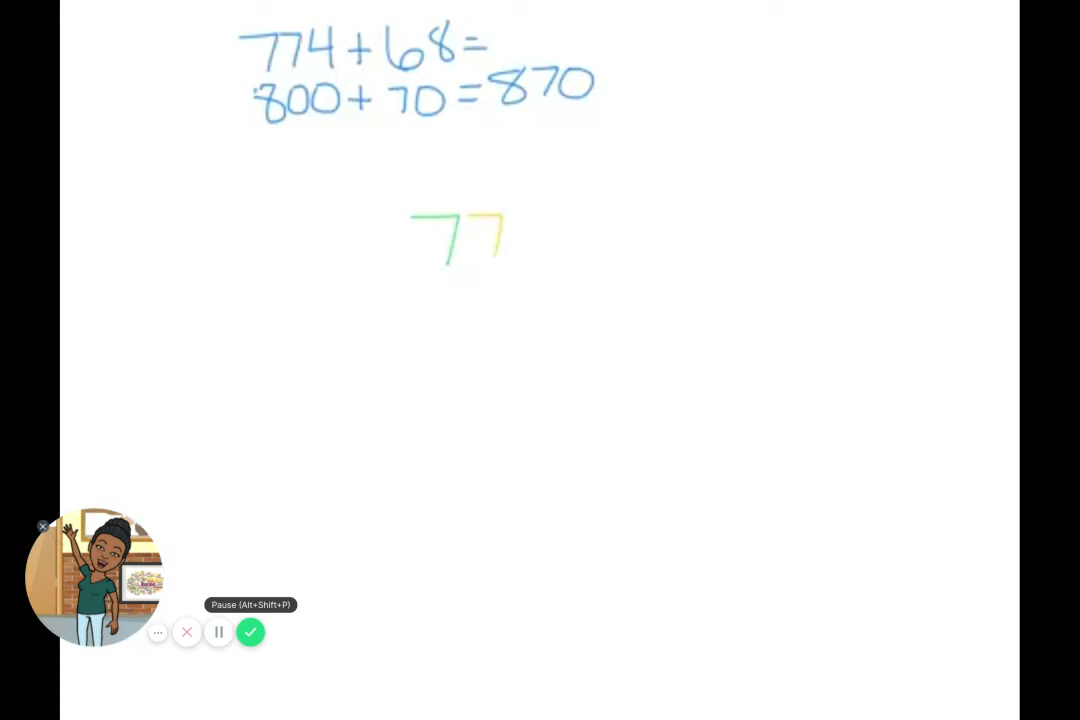 774 + 68 =
800 + 70 = 870
77
Pause (Alt+Shift+P)